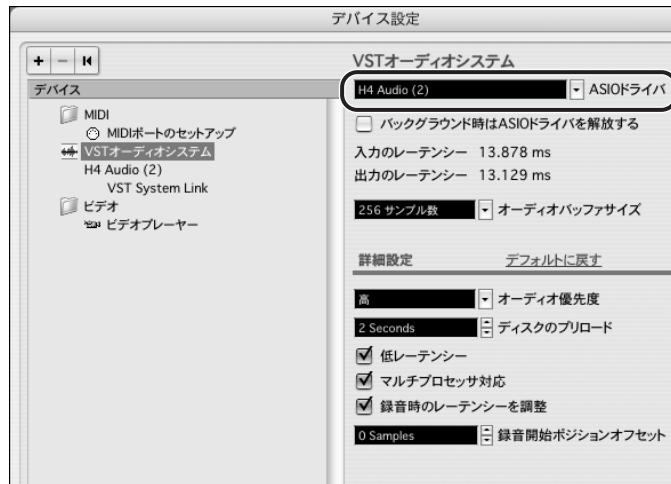 デバイス設定
+ − I◀
デバイス
MIDI
MIDIポートのセットアップ
VSTオーディオシステム
H4 Audio (2)
VST System Link
ビデオ
ビデオプレーヤー
VSTオーディオシステム
H4 Audio (2) ASIOドライバ
バックグラウンド時はASIOドライバを解放する
入力のレーテンシー 13.878 ms
出力のレーテンシー 13.129 ms
256 サンプル数 オーディオバッファサイズ
詳細設定 デフォルトに戻す
高 オーディオ優先度
2 Seconds ディスクのプリロード
低レーテンシー
マルチプロセッサ対応
録音時のレーテンシーを調整
0 Samples 録音開始ポジションオフセット